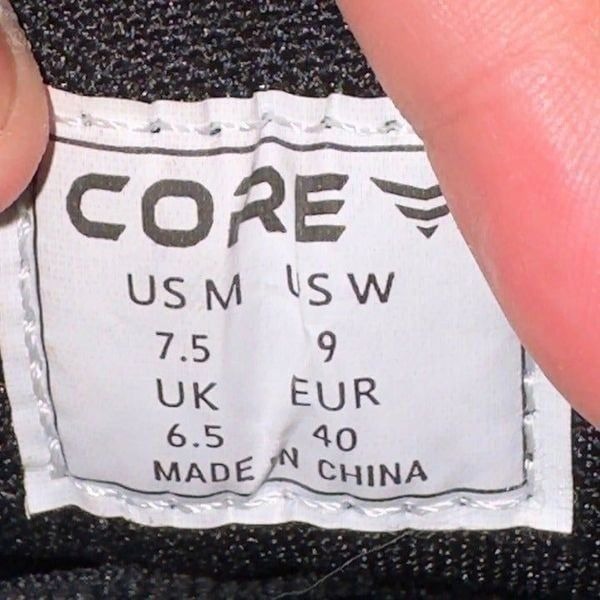 CORE
US M US W
7.5 9
UK EUR
6.5 40
MADE IN CHINA